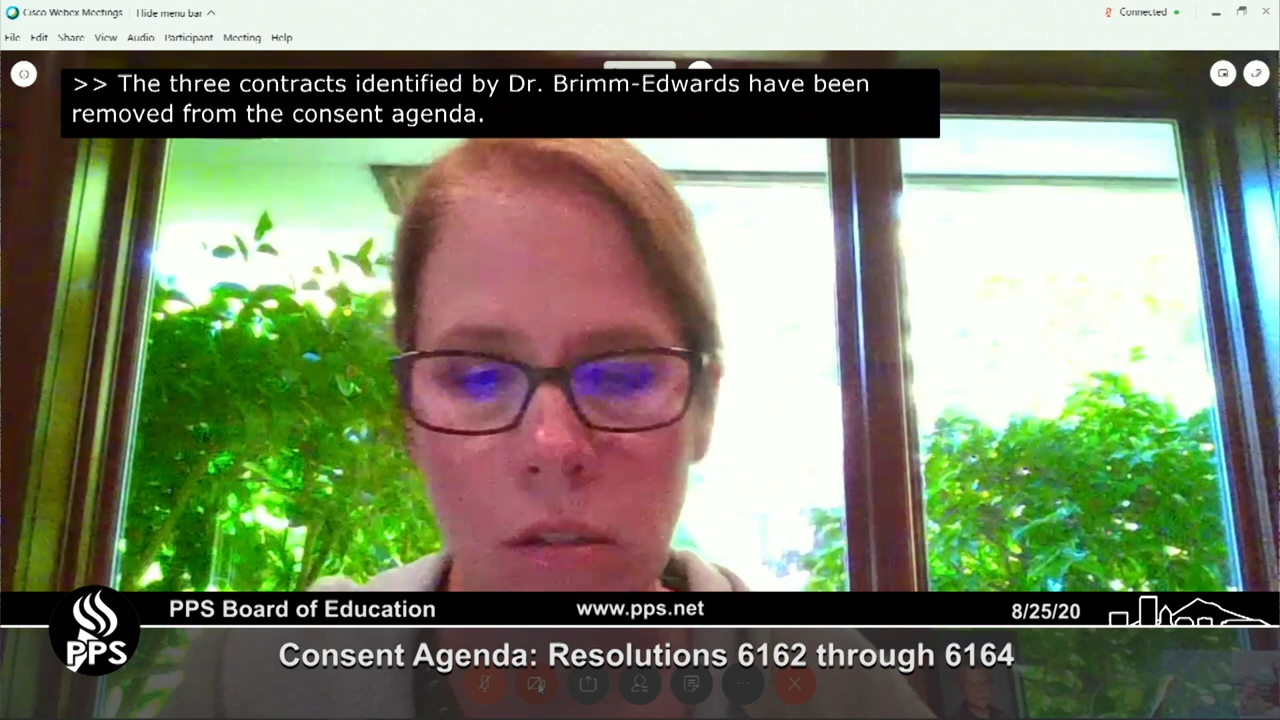 Cisco Webex Meetings Hide menu bar Connected
File Edit Share View Audio Participant Meeting Help
>> The three contracts identified by Dr. Brimm-Edwards have been
removed from the consent agenda.
PPS Board of Education www.pps.net 8/25/20
PPS
Consent Agenda: Resolutions 6162 through 6164